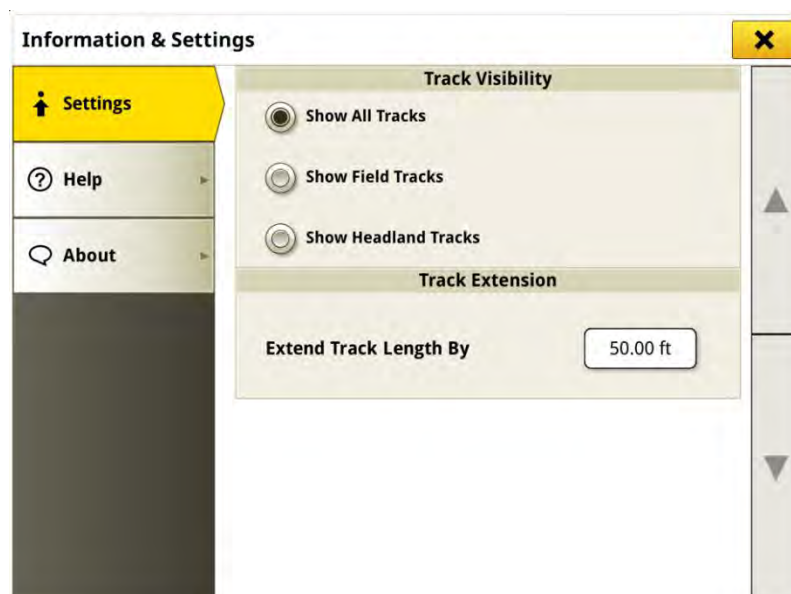 Information & Settings
Settings
Help
About
Track Visibility
Show All Tracks
Show Field Tracks
Show Headland Tracks
Track Extension
Extend Track Length By
50.00 ft